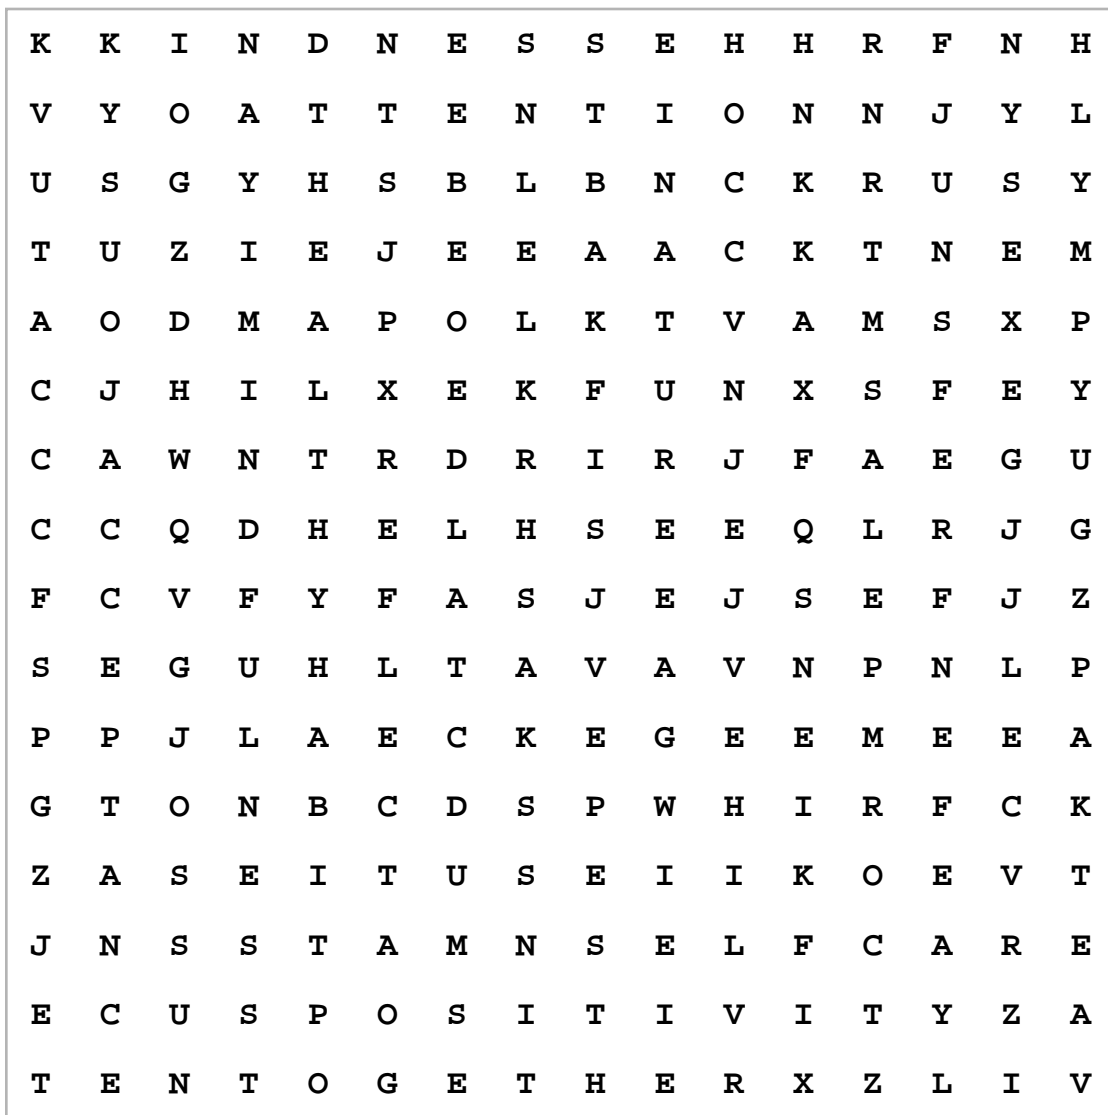 K K I N D N E S S E H H R F N H
V Y O A T T E N T I O N N J Y L
U S G Y H S B L B N C K R U S Y
T U Z I E J E E A A C K T N E M
A O D M A P O L K T V A M S X P
C J H I L X E K F U N X S F E Y
C A W N T R D R I R J F A E G U
C C Q D H E L H S E E Q L R J G
F C V F Y F A S J E J S E F J Z
S E G U H L T A V A V N P N L P
P P J L A E C K E G E E M E E A
G T O N B C D S P W H I R F C K
Z A S E I T U S E I I K O E V T
J N S S T A M N S E L F C A R E
E C U S P O S I T I V I T Y Z A
T E N T O G E T H E R X Z L I V